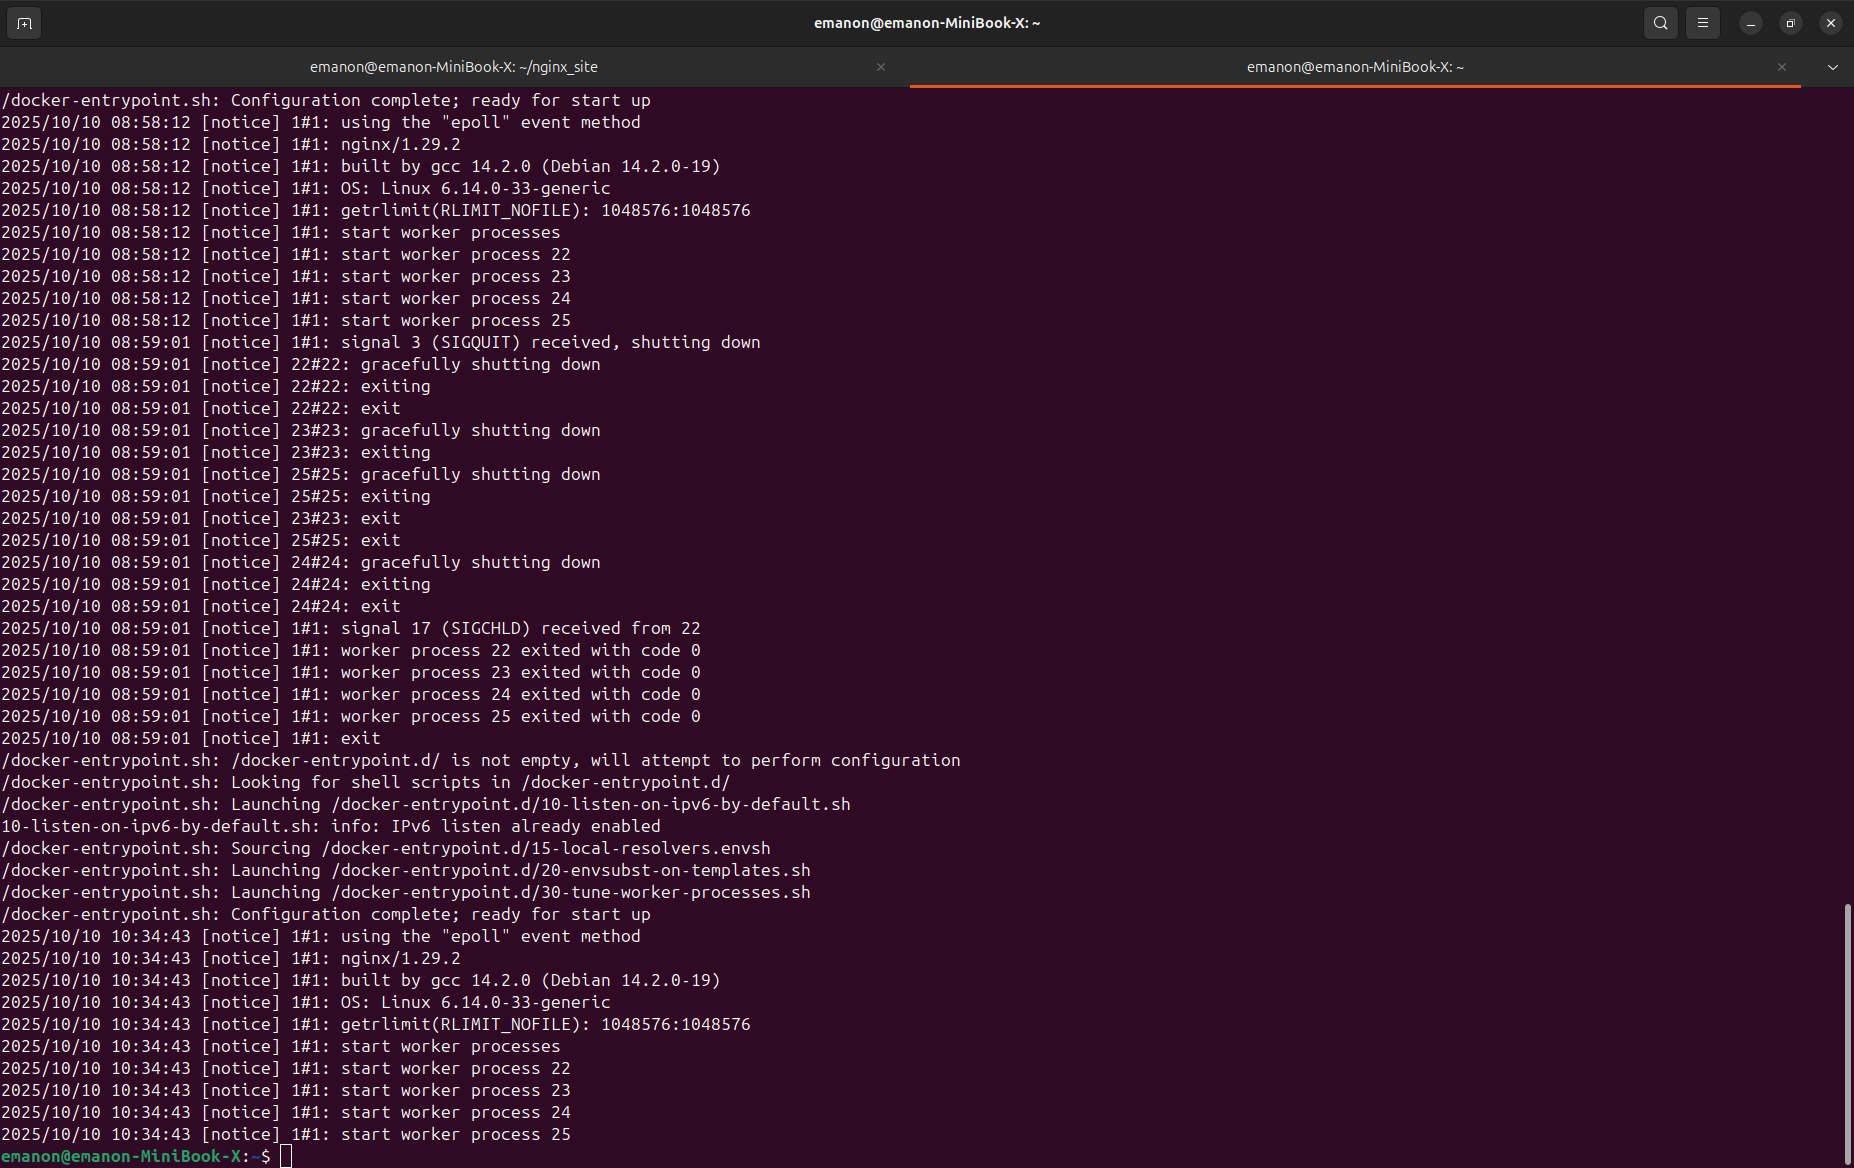 emanon@emanon-MiniBook-X: ~
emanon@emanon-MiniBook-X: ~/nginx_site
emanon@emanon-MiniBook-X: ~
/docker-entrypoint.sh: Configuration complete; ready for start up
2025/10/10 08:58:12 [notice] 1#1: using the "epoll" event method
2025/10/10 08:58:12 [notice] 1#1: nginx/1.29.2
2025/10/10 08:58:12 [notice] 1#1: built by gcc 14.2.0 (Debian 14.2.0-19)
2025/10/10 08:58:12 [notice] 1#1: OS: Linux 6.14.0-33-generic
2025/10/10 08:58:12 [notice] 1#1: getrlimit(RLIMIT_NOFILE): 1048576:1048576
2025/10/10 08:58:12 [notice] 1#1: start worker processes
2025/10/10 08:58:12 [notice] 1#1: start worker process 22
2025/10/10 08:58:12 [notice] 1#1: start worker process 23
2025/10/10 08:58:12 [notice] 1#1: start worker process 24
2025/10/10 08:58:12 [notice] 1#1: start worker process 25
2025/10/10 08:59:01 [notice] 1#1: signal 3 (SIGQUIT) received, shutting down
2025/10/10 08:59:01 [notice] 22#22: gracefully shutting down
2025/10/10 08:59:01 [notice] 22#22: exiting
2025/10/10 08:59:01 [notice] 22#22: exit
2025/10/10 08:59:01 [notice] 23#23: gracefully shutting down
2025/10/10 08:59:01 [notice] 23#23: exiting
2025/10/10 08:59:01 [notice] 25#25: gracefully shutting down
2025/10/10 08:59:01 [notice] 25#25: exiting
2025/10/10 08:59:01 [notice] 23#23: exit
2025/10/10 08:59:01 [notice] 25#25: exit
2025/10/10 08:59:01 [notice] 24#24: gracefully shutting down
2025/10/10 08:59:01 [notice] 24#24: exiting
2025/10/10 08:59:01 [notice] 24#24: exit
2025/10/10 08:59:01 [notice] 1#1: signal 17 (SIGCHLD) received from 22
2025/10/10 08:59:01 [notice] 1#1: worker process 22 exited with code 0
2025/10/10 08:59:01 [notice] 1#1: worker process 23 exited with code 0
2025/10/10 08:59:01 [notice] 1#1: worker process 24 exited with code 0
2025/10/10 08:59:01 [notice] 1#1: worker process 25 exited with code 0
2025/10/10 08:59:01 [notice] 1#1: exit
/docker-entrypoint.sh: /docker-entrypoint.d/ is not empty, will attempt to perform configuration
/docker-entrypoint.sh: Looking for shell scripts in /docker-entrypoint.d/
/docker-entrypoint.sh: Launching /docker-entrypoint.d/10-listen-on-ipv6-by-default.sh
10-listen-on-ipv6-by-default.sh: info: IPv6 listen already enabled
/docker-entrypoint.sh: Sourcing /docker-entrypoint.d/15-local-resolvers.envsh
/docker-entrypoint.sh: Launching /docker-entrypoint.d/20-envsubst-on-templates.sh
/docker-entrypoint.sh: Launching /docker-entrypoint.d/30-tune-worker-processes.sh
/docker-entrypoint.sh: Configuration complete; ready for start up
2025/10/10 10:34:43 [notice] 1#1: using the "epoll" event method
2025/10/10 10:34:43 [notice] 1#1: nginx/1.29.2
2025/10/10 10:34:43 [notice] 1#1: built by gcc 14.2.0 (Debian 14.2.0-19)
2025/10/10 10:34:43 [notice] 1#1: OS: Linux 6.14.0-33-generic
2025/10/10 10:34:43 [notice] 1#1: getrlimit(RLIMIT_NOFILE): 1048576:1048576
2025/10/10 10:34:43 [notice] 1#1: start worker processes
2025/10/10 10:34:43 [notice] 1#1: start worker process 22
2025/10/10 10:34:43 [notice] 1#1: start worker process 23
2025/10/10 10:34:43 [notice] 1#1: start worker process 24
2025/10/10 10:34:43 [notice] 1#1: start worker process 25
emanon@emanon-MiniBook-X:~$